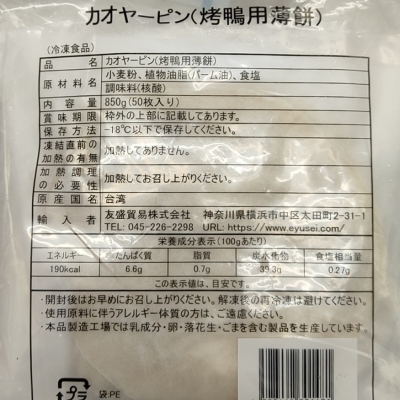 カオヤーピン(烤鴨用薄餅)
(冷凍食品)
品名 カオヤーピン(烤鴨用薄餅)
原材料名 小麦粉、植物油脂(パーム油)、食塩
調味料(核酸)
内容量 850g(50枚入り)
賞味期限 枠外の上部に記載してあります。
保存方法 -18℃以下で保存してください。
凍結直前の
加熱の有無 加熱してありません。
加熱調理
の必要性 加熱してお召し上がりください。
原産国名 台湾
輸入者 友盛貿易株式会社 神奈川県横浜市中区太田町2-31-1
TEL: 045-226-2298 URL: https://www.eyusei.com/
栄養成分表示(100gあたり)
エネルギー たんぱく質 脂質 炭水化物 食塩相当量
190kcal 6.6g 0.7g 39.3g 0.27g
この表示値は、目安です。
・開封後はお早めにお召し上がりください。解凍後の再冷凍は避けてください。
・使用原料に伴うアレルギー体質の方は、ご遠慮ください。
・本品製造工場では乳成分・卵・落花生・ごまを含む製品を生産しています。
プラ
袋:PE